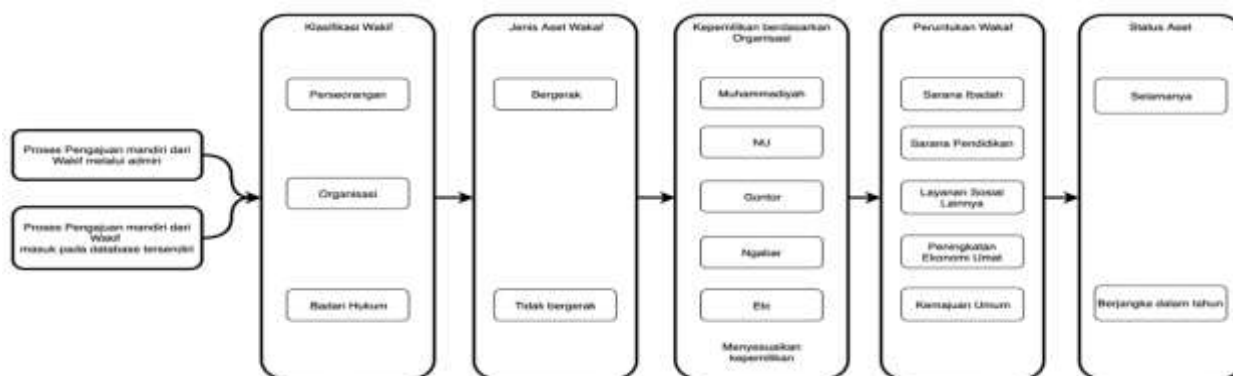 Proses Pengajuan mandiri dari
Wakif melalui admin
Proses Pengajuan mandiri dari
Wakif
masuk pada database tersendiri
Klasifikasi Wakif
Perseorangan
Organisasi
Badan Hukum
Jenis Aset Wakaf
Bergerak
Tidak bergerak
Kepemilikan berdasarkan
Organisasi
Muhammadiyah
NU
Gontor
Ngabar
Etc
Menyesuaikan
kepemilikan
Peruntukan Wakaf
Sarana Ibadah
Sarana Pendidikan
Layanan Sosial
Lainnya
Peningkatan
Ekonomi Umat
Kemajuan Umum
Status Aset
Selamanya
Berjangka dalam tahun